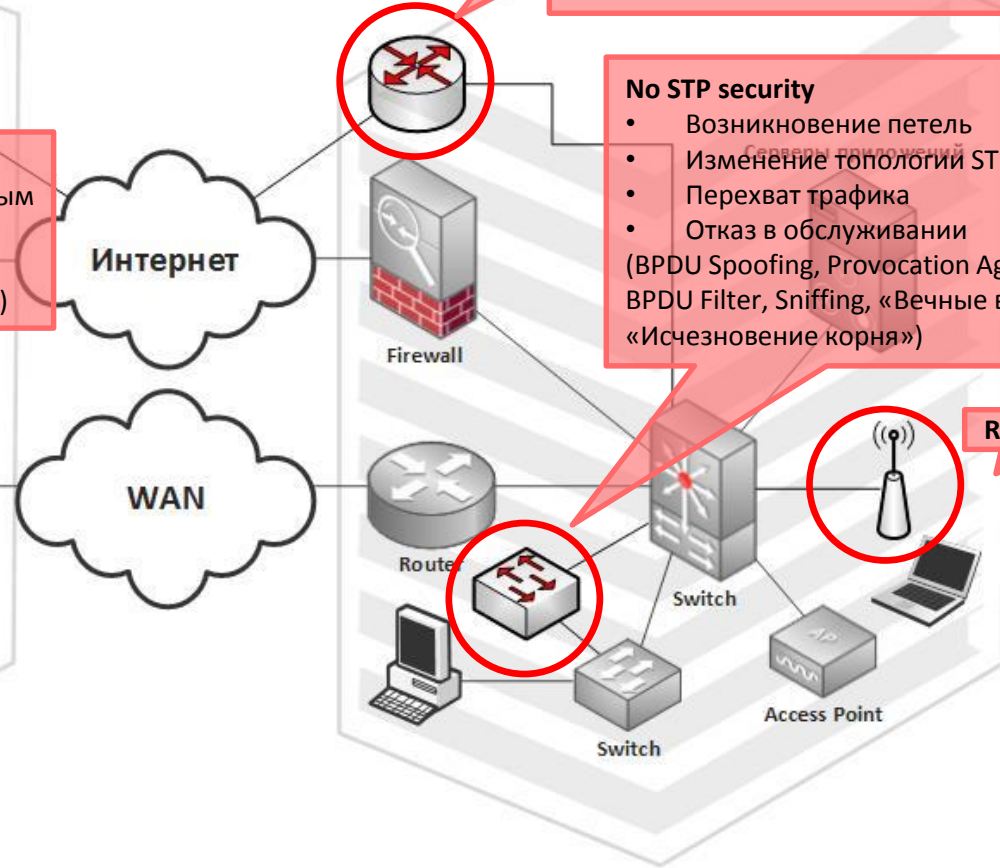 No STP security
• Возникновение петель
Серверы приложений
• Изменение топологии ST
• Перехват трафика
• Отказ в обслуживании
(BPDU Spoofing, Provocation Ag
BPDU Filter, Sniffing, «Вечные в
«Исчезновение корня»)
ым
)
Интернет
Firewall
R
WAN
Router
Switch
Access Point
Switch
AP